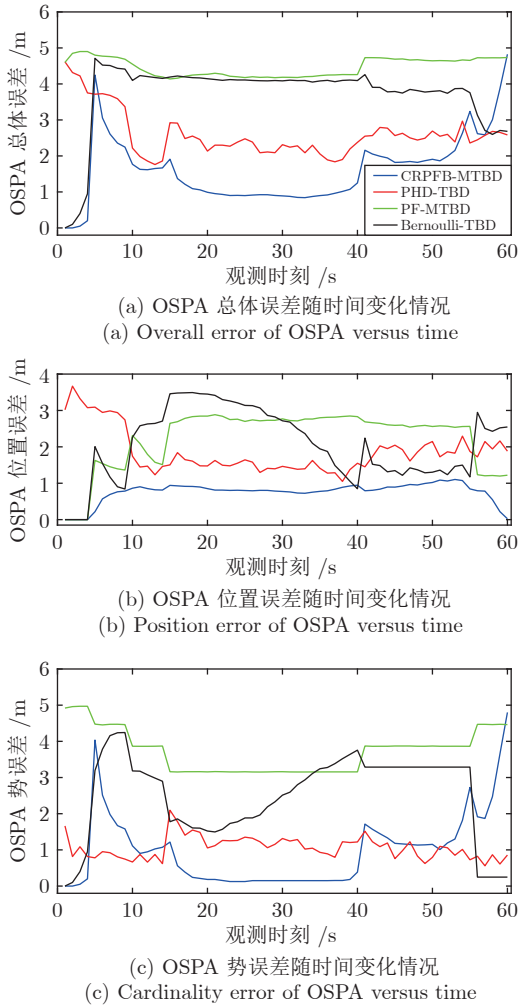 6
5
4
3
2
1
0
OSPA 总体误差 /m
CRPFB-MTBD
PHD-TBD
PF-MTBD
Bernoulli-TBD
0 10 20 30 40 50 60
观测时刻 /s
(a) OSPA 总体误差随时间变化情况
(a) Overall error of OSPA versus time
4
3
2
1
0
OSPA 位置误差 /m
0 10 20 30 40 50 60
观测时刻 /s
(b) OSPA 位置误差随时间变化情况
(b) Position error of OSPA versus time
6
5
4
3
2
1
0
OSPA 势误差 /m
0 10 20 30 40 50 60
观测时刻 /s
(c) OSPA 势误差随时间变化情况
(c) Cardinality error of OSPA versus time